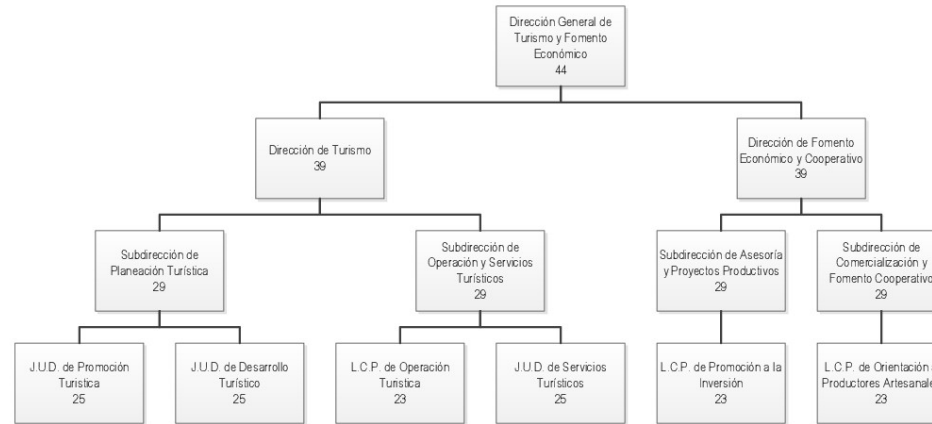 Dirección General de
Turismo y Fomento
Económico
44
Dirección de Turismo
39
Dirección de Fomento
Económico y Cooperativo
39
Subdirección de
Planeación Turística
29
Subdirección de
Operación y Servicios
Turísticos
29
Subdirección de Asesoría
y Proyectos Productivos
29
Subdirección de
Comercialización y
Fomento Cooperativo
29
J.U.D. de Promoción
Turistica
25
J.U.D. de Desarrollo
Turístico
25
L.C.P. de Operación
Turistica
23
J.U.D. de Servicios
Turísticos
25
L.C.P. de Promoción a la
Inversión
23
L.C.P. de Orientación
Productores
23